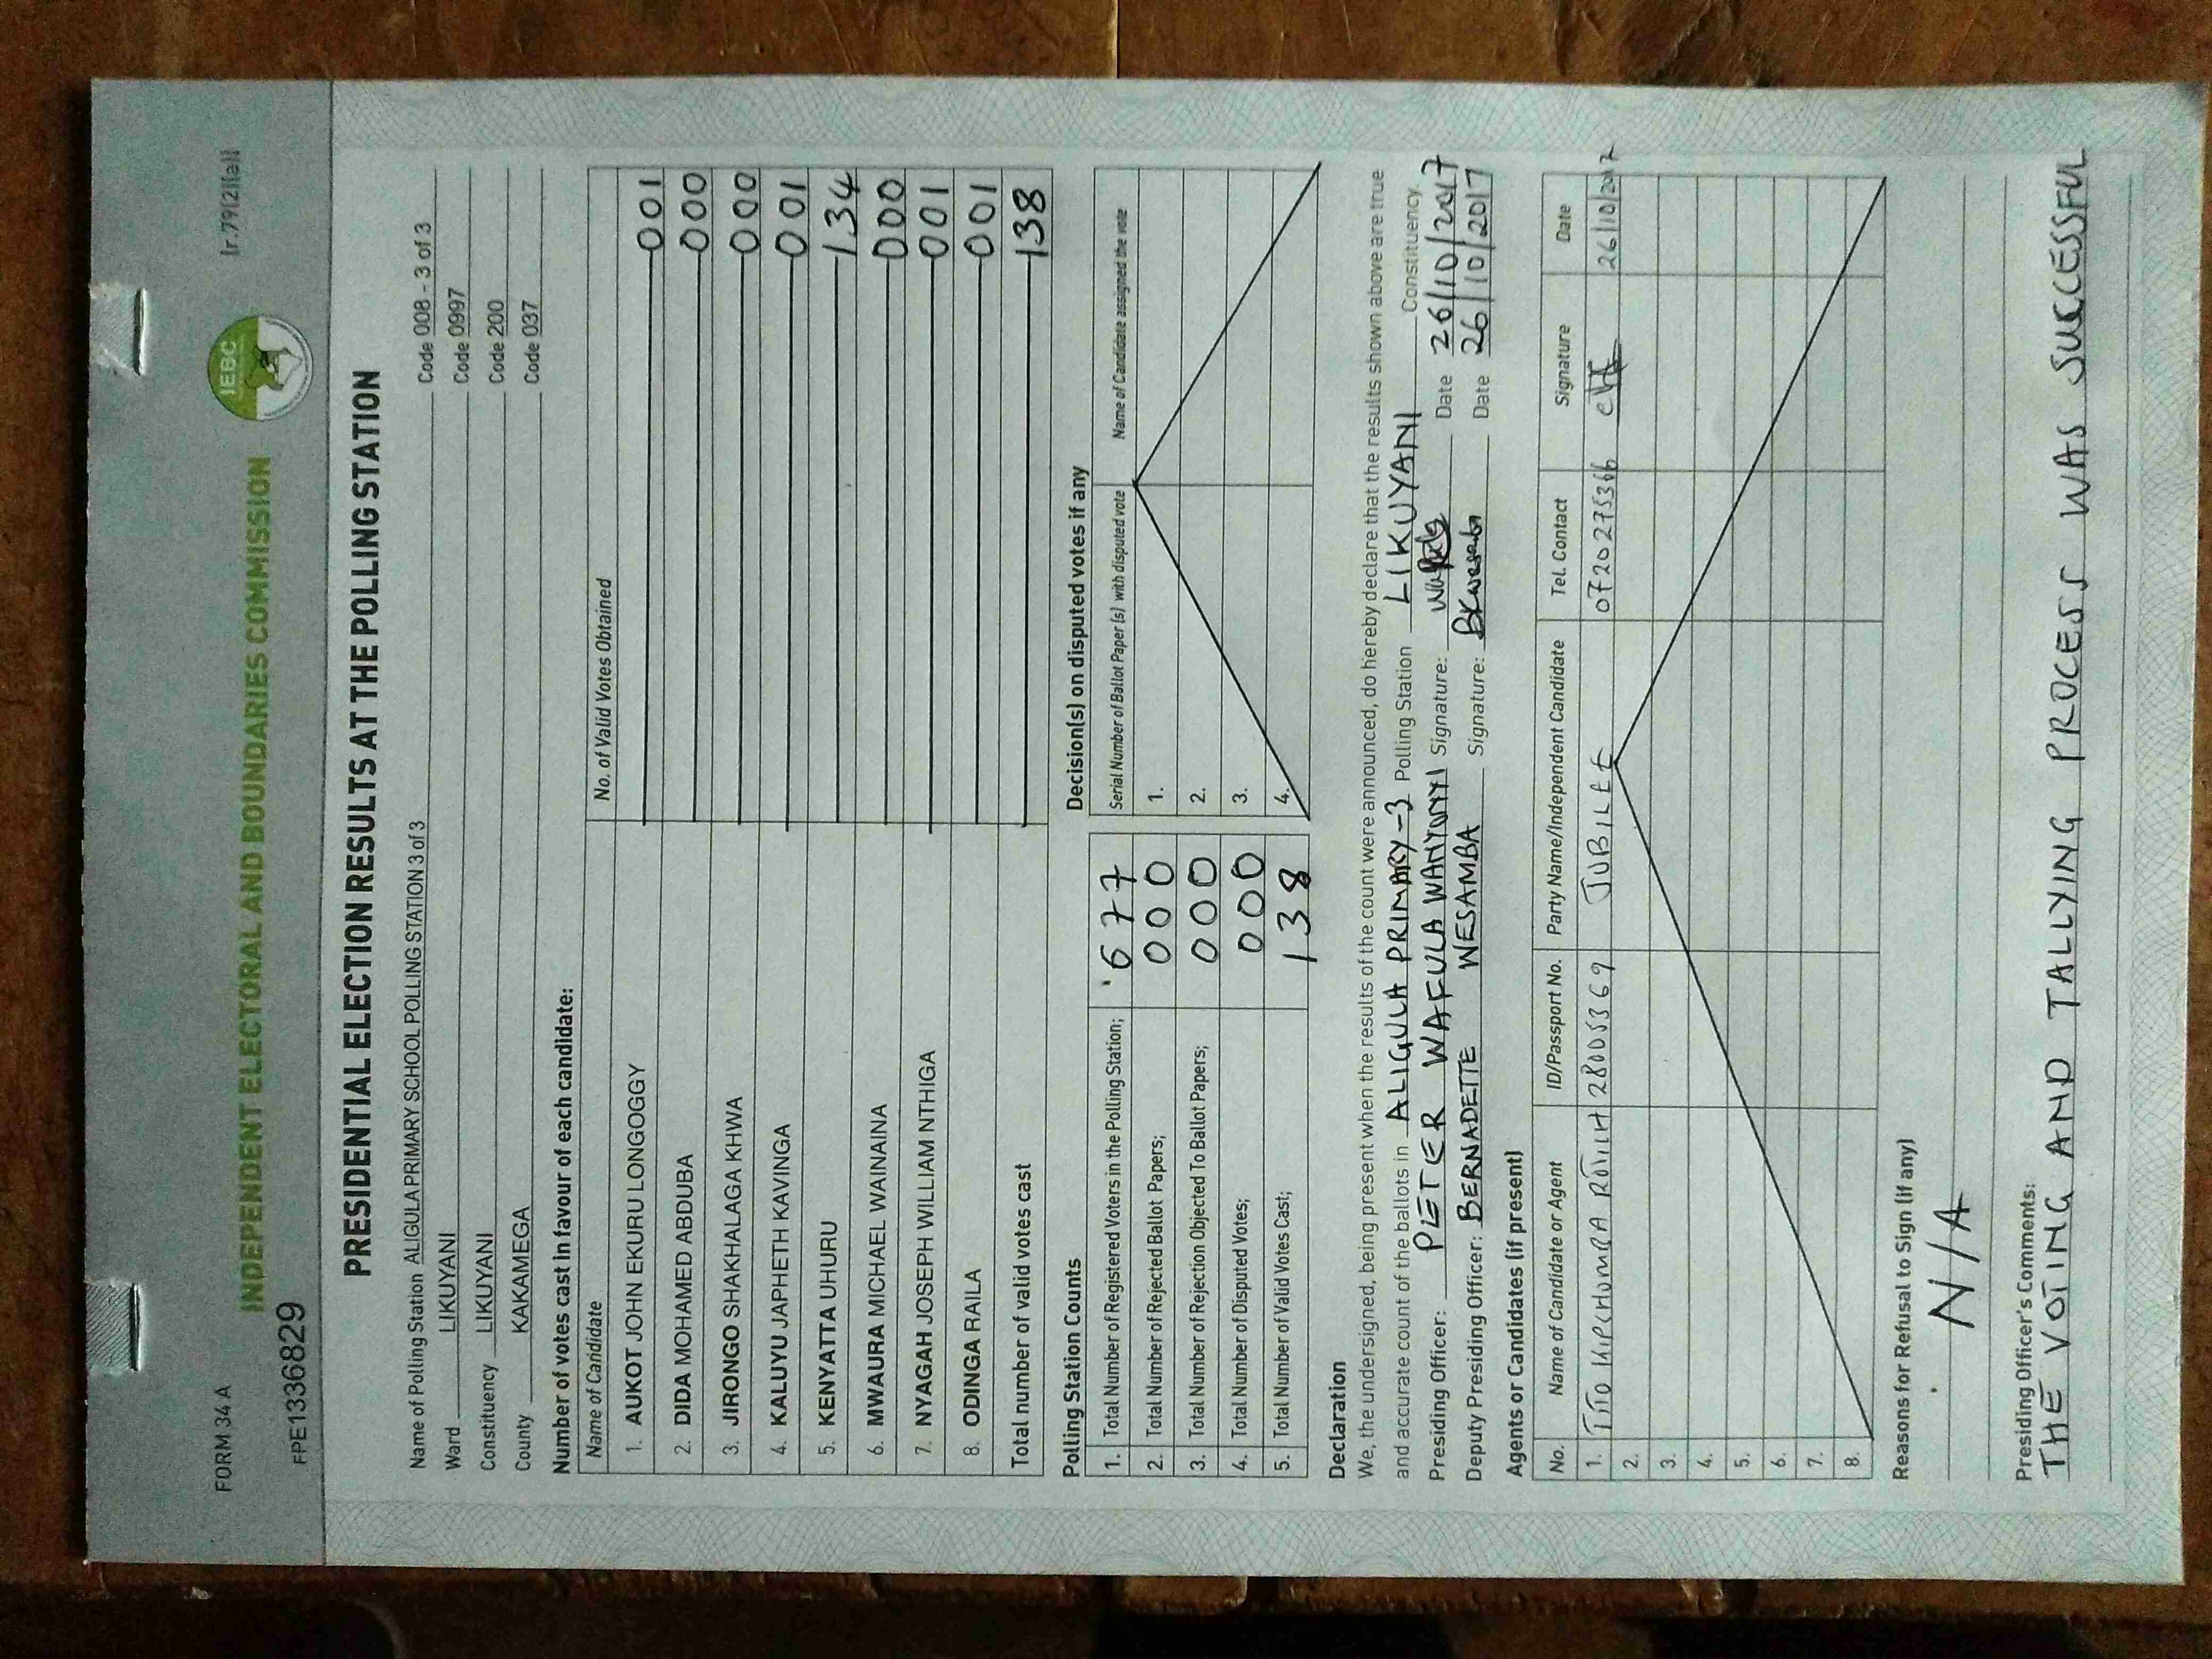 FORM 34 A
[r.79(2)(a)]
IEBC
INDEPENDENT ELECTORAL AND BOUNDARIES COMMISSION
FPE1336829
PRESIDENTIAL ELECTION RESULTS AT THE POLLING STATION
Name of Polling Station ALIGULA PRIMARY SCHOOL POLLING STATION 3 of 3 Code 008 - 3 of 3
Ward LIKUYANI Code 0997
Constituency LIKUYANI Code 200
County KAKAMEGA Code 037
Number of votes cast in favour of each candidate:
Name of Candidate No. of Valid Votes Obtained
1. AUKOT JOHN EKURU LONGOGGY 001
2. DIDA MOHAMED ABDUBA 000
3. JIRONGO SHAKHALAGA KHWA 000
4. KALUYU JAPHETH KAVINGA 001
5. KENYATTA UHURU 134
6. MWAURA MICHAEL WAINAINA 000
7. NYAGAH JOSEPH WILLIAM NTHIGA 001
8. ODINGA RAILA 001
Total number of valid votes cast 138
Polling Station Counts
1. Total Number of Registered Voters in the Polling Station; 677
2. Total Number of Rejected Ballot Papers; 000
3. Total Number of Rejection Objected To Ballot Papers; 000
4. Total Number of Disputed Votes; 000
5. Total Number of Valid Votes Cast; 138
Decision(s) on disputed votes if any
Serial Number of Ballot Paper (s) with disputed vote Name of Candidate assigned the vote
1.
2.
3.
4.
Declaration
We, the undersigned, being present when the results of the count were announced, do hereby declare that the results shown above are true
and accurate count of the ballots in ALIGULA PRIMARY-3 Polling Station LIKUYANI Constituency
Presiding Officer: PETER WAFULA WANYONYI Signature: Date 26/10/2017
Deputy Presiding Officer: BERNADETTE WESAMBA Signature: Date 26/10/2017
Agents or Candidates (if present)
No. Name of Candidate or Agent ID/Passport No. Party Name/Independent Candidate Tel. Contact Signature Date
1. TITO KIPCHUMBA ROTICH 28005369 JUBILEE 0720275366 26/10/2017
2.
3.
4.
5.
6.
7.
8.
Reasons for Refusal to Sign (if any)
N/A
Presiding Officer's Comments:
THE VOTING AND TALLYING PROCESS WAS SUCCESSFUL